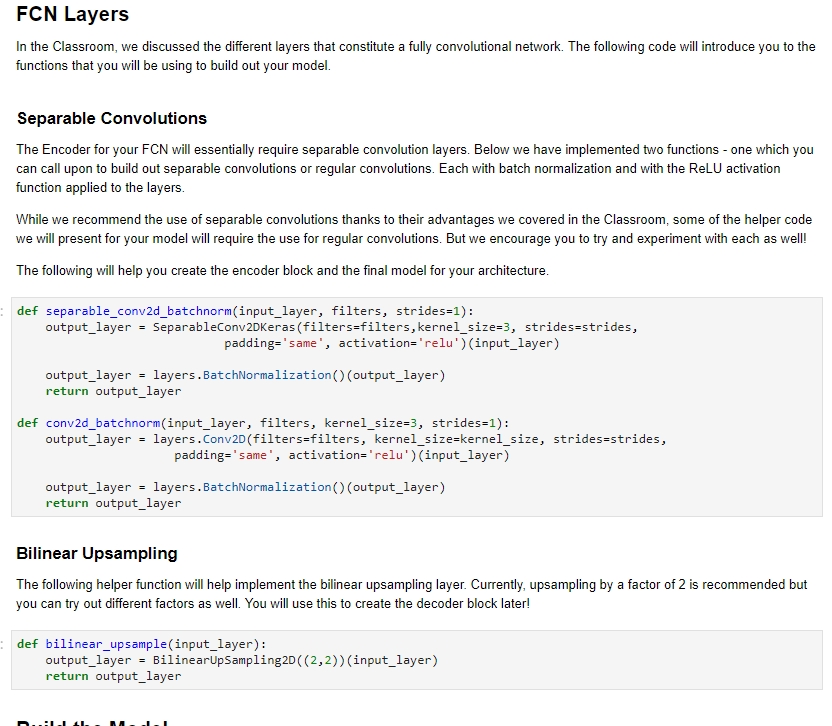 FCN Layers
In the Classroom, we discussed the different layers that constitute a fully convolutional network. The following code will introduce you to the
functions that you will be using to build out your model.
Separable Convolutions
The Encoder for your FCN will essentially require separable convolution layers. Below we have implemented two functions - one which you
can call upon to build out separable convolutions or regular convolutions. Each with batch normalization and with the ReLU activation
function applied to the layers.
While we recommend the use of separable convolutions thanks to their advantages we covered in the Classroom, some of the helper code
we will present for your model will require the use for regular convolutions. But we encourage you to try and experiment with each as well!
The following will help you create the encoder block and the final model for your architecture.
def separable_conv2d_batchnorm(input_layer, filters, strides=1):
    output_layer = SeparableConv2DKeras(filters=filters,kernel_size=3, strides=strides,
                             padding='same', activation='relu')(input_layer)
    output_layer = layers.BatchNormalization()(output_layer)
    return output_layer
def conv2d_batchnorm(input_layer, filters, kernel_size=3, strides=1):
    output_layer = layers.Conv2D(filters=filters, kernel_size=kernel_size, strides=strides,
                      padding='same', activation='relu')(input_layer)
    output_layer = layers.BatchNormalization()(output_layer)
    return output_layer
Bilinear Upsampling
The following helper function will help implement the bilinear upsampling layer. Currently, upsampling by a factor of 2 is recommended but
you can try out different factors as well. You will use this to create the decoder block later!
def bilinear_upsample(input_layer):
    output_layer = BilinearUpSampling2D((2,2))(input_layer)
    return output_layer
Build the Model